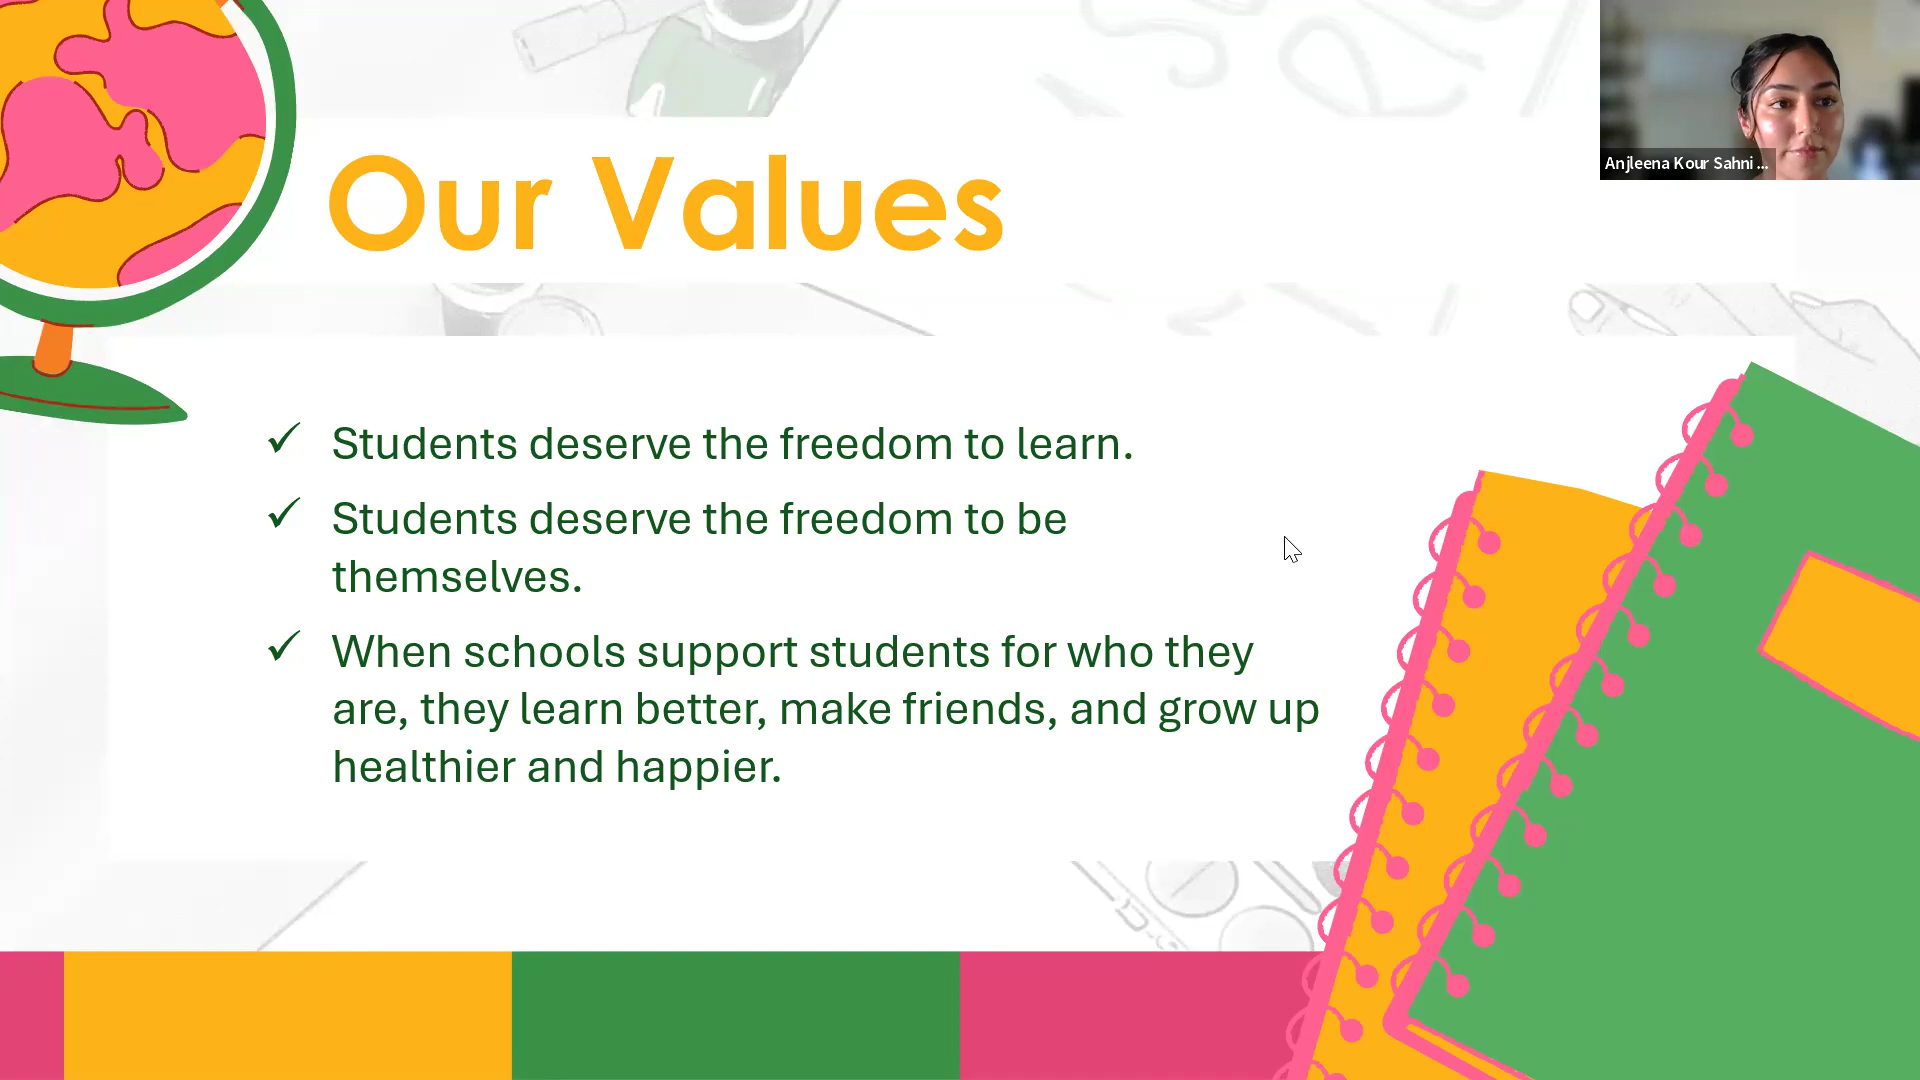 Anjleena Kour Sahni ...
Our Values
✓ Students deserve the freedom to learn.
✓ Students deserve the freedom to be
themselves.
✓ When schools support students for who they
are, they learn better, make friends, and grow up
healthier and happier.